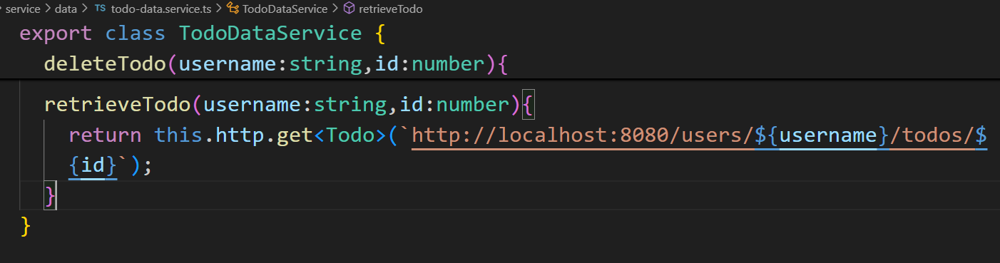 service > data > TS todo-data.service.ts > TodoDataService > retrieveTodo
export class TodoDataService {
deleteTodo(username:string,id:number){
retrieveTodo(username:string,id:number){
return this.http.get<Todo>(`http://localhost:8080/users/${username}/todos/$
{id}`);
}
}